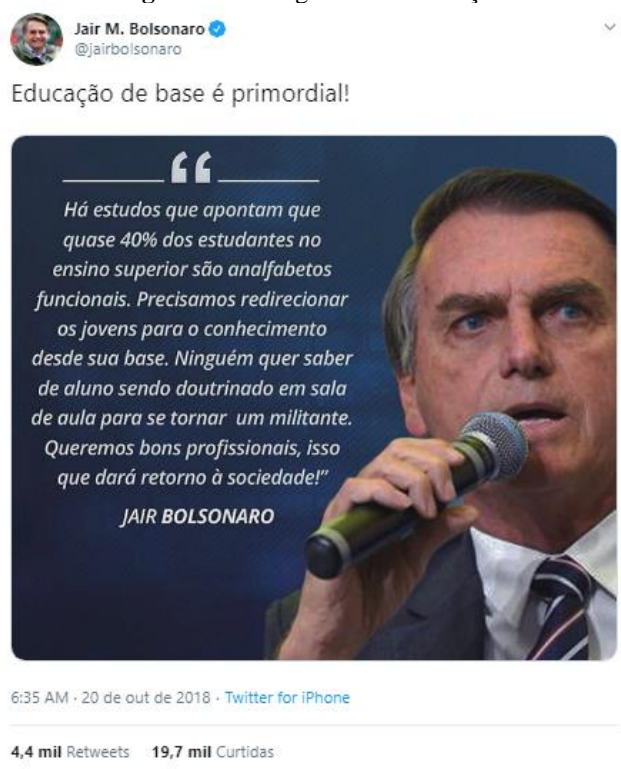 Jair M. Bolsonaro
@jairbolsonaro
Educação de base é primordial!
“
Há estudos que apontam que
quase 40% dos estudantes no
ensino superior são analfabetos
funcionais. Precisamos redirecionar
os jovens para o conhecimento
desde sua base. Ninguém quer saber
de aluno sendo doutrinado em sala
de aula para se tornar um militante.
Queremos bons profissionais, isso
que dará retorno à sociedade!”
JAIR BOLSONARO
6:35 AM · 20 de out de 2018 · Twitter for iPhone
4,4 mil Retweets 19,7 mil Curtidas